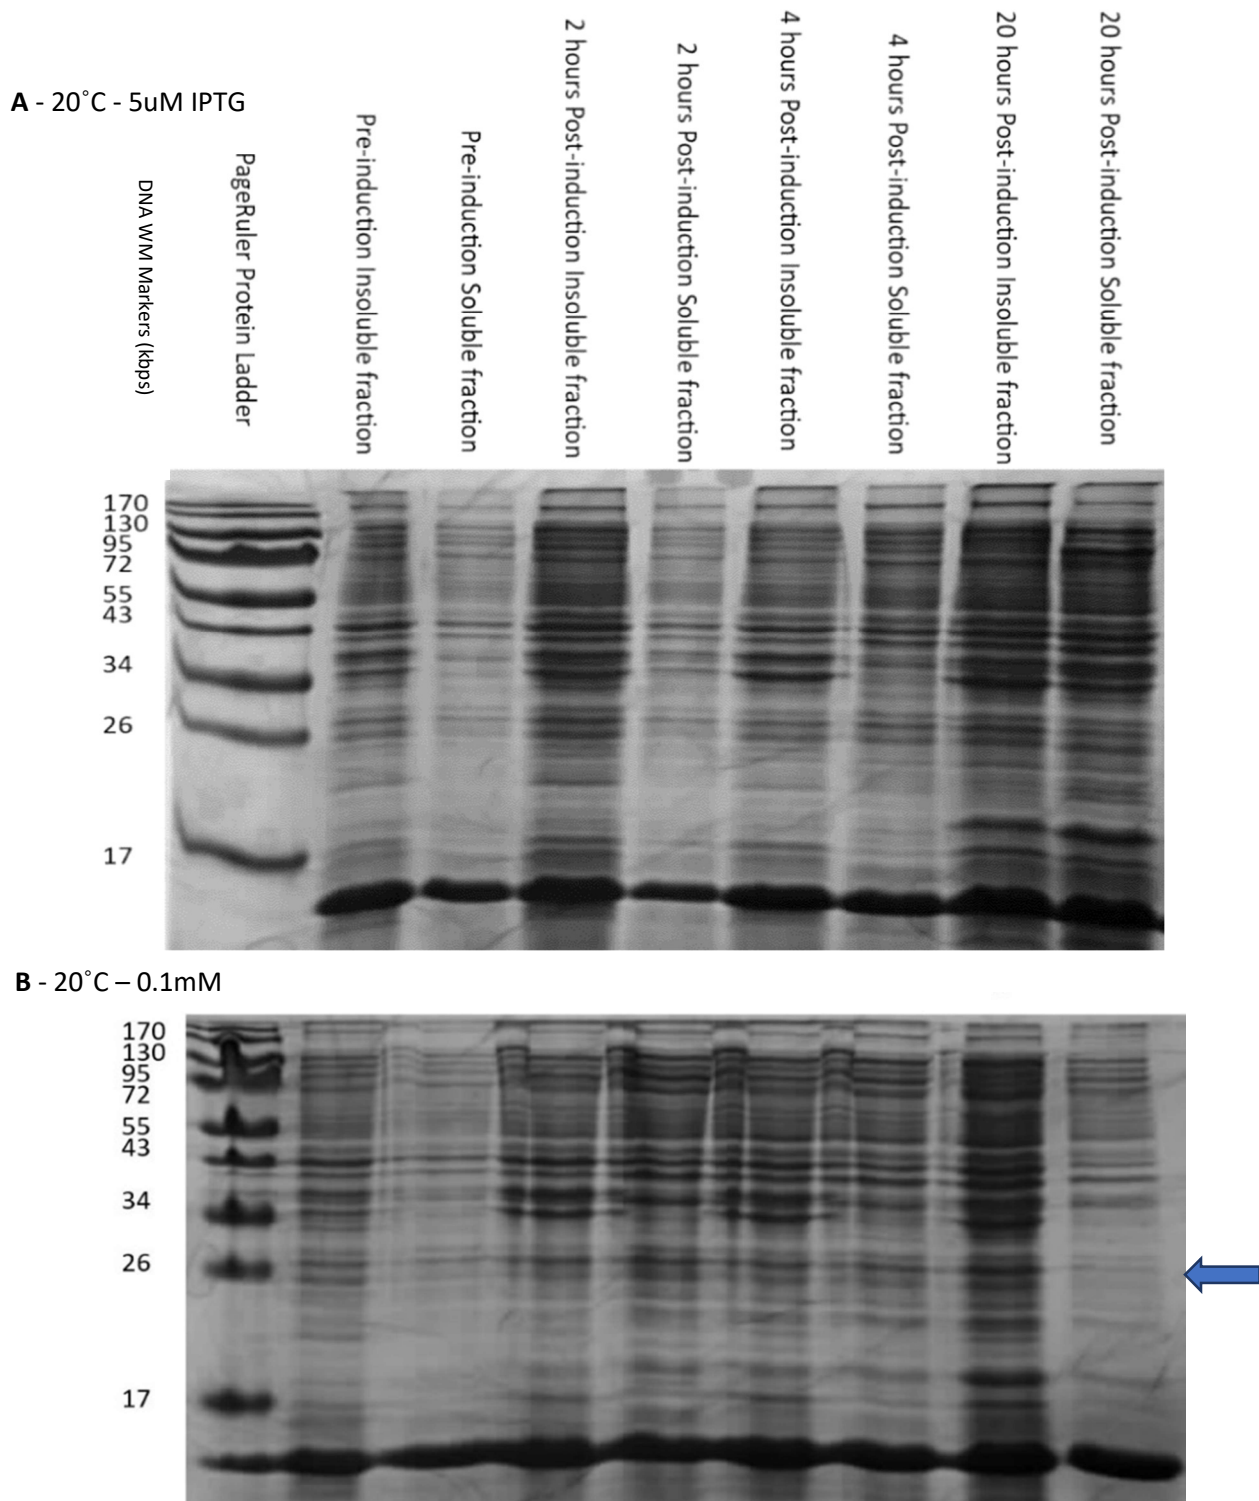 A - 20˚C - 5uM IPTG
DNA WM Markers (kbps)
PageRuler Protein Ladder
Pre-induction Insoluble fraction
Pre-induction Soluble fraction
2 hours Post-induction Insoluble fraction
2 hours Post-induction Soluble fraction
4 hours Post-induction Insoluble fraction
4 hours Post-induction Soluble fraction
20 hours Post-induction Insoluble fraction
20 hours Post-induction Soluble fraction
170
130
95
72
55
43
34
26
17
B - 20˚C – 0.1mM
170
130
95
72
55
43
34
26
17